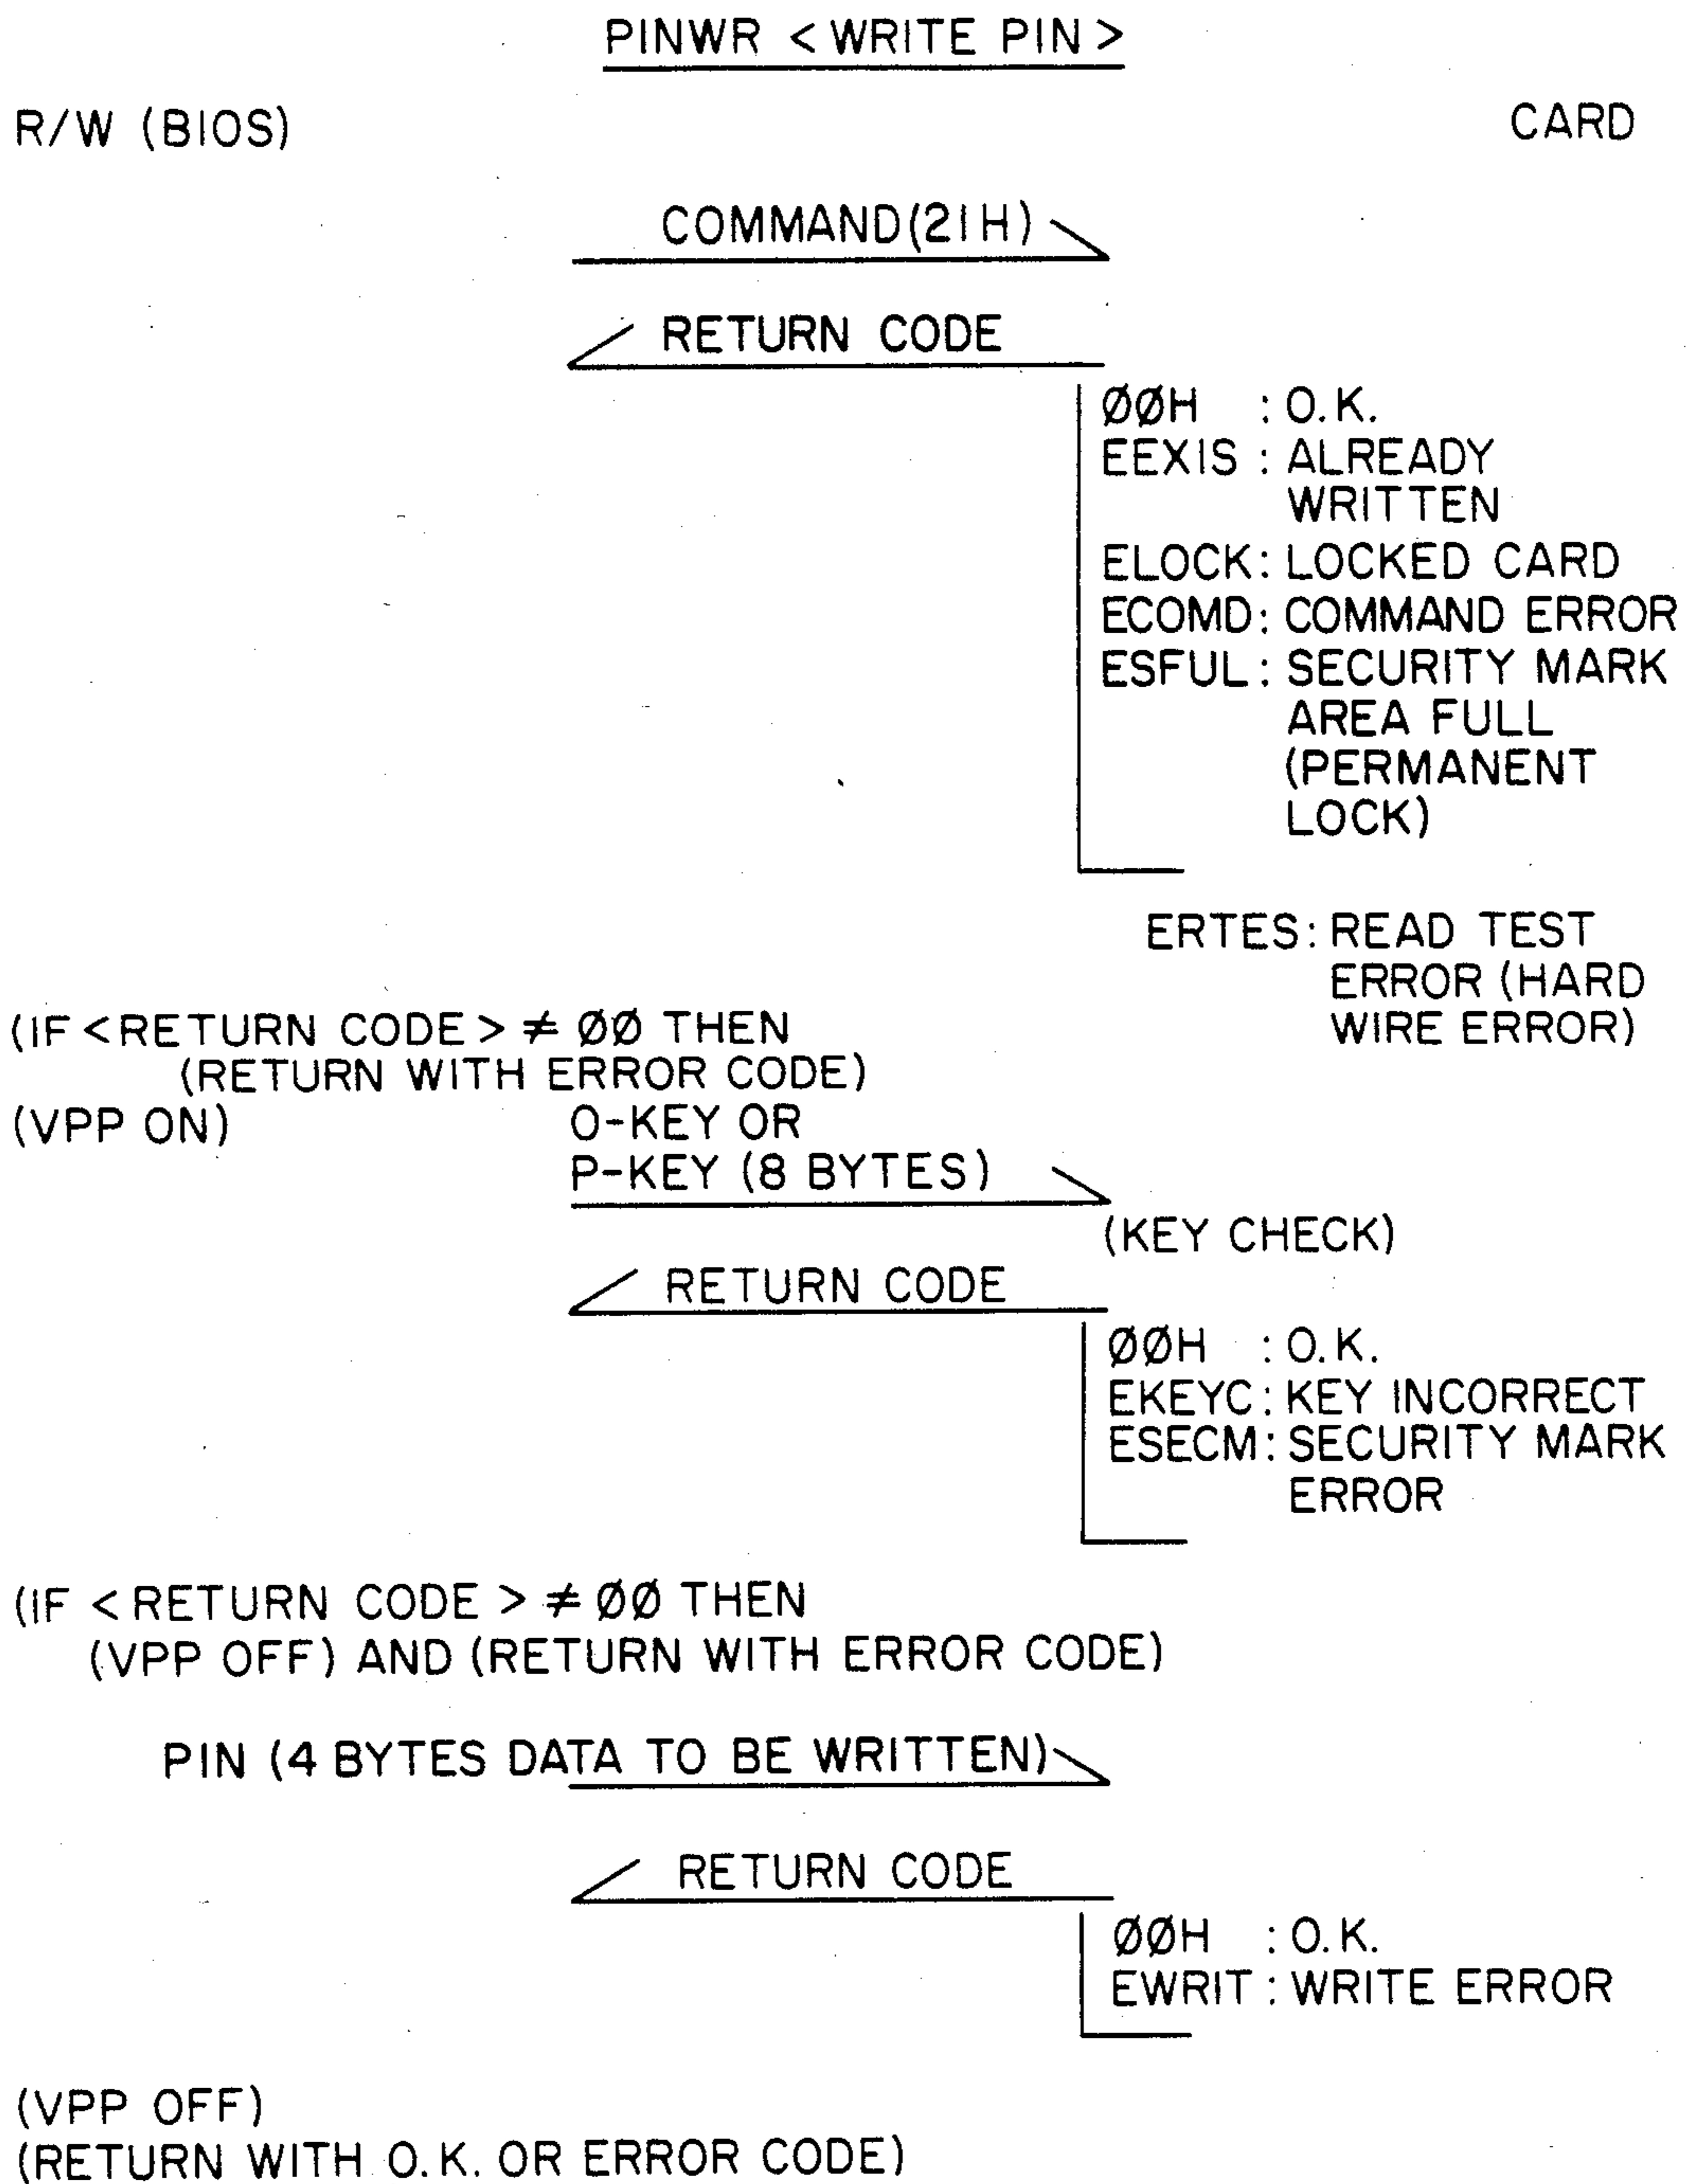 PINWR <WRITE PIN>
R/W (BIOS) CARD
COMMAND(21H)
RETURN CODE
ØØH : O.K.
EEXIS : ALREADY
WRITTEN
ELOCK: LOCKED CARD
ECOMD: COMMAND ERROR
ESFUL: SECURITY MARK
AREA FULL
(PERMANENT
LOCK)
ERTES: READ TEST
ERROR (HARD
WIRE ERROR)
(IF <RETURN CODE> ≠ ØØ THEN
(RETURN WITH ERROR CODE)
(VPP ON) O-KEY OR
P-KEY (8 BYTES)
(KEY CHECK)
RETURN CODE
ØØH : O.K.
EKEYC: KEY INCORRECT
ESECM: SECURITY MARK
ERROR
(IF <RETURN CODE> ≠ ØØ THEN
(VPP OFF) AND (RETURN WITH ERROR CODE)
PIN (4 BYTES DATA TO BE WRITTEN)
RETURN CODE
ØØH : O.K.
EWRIT : WRITE ERROR
(VPP OFF)
(RETURN WITH O.K. OR ERROR CODE)